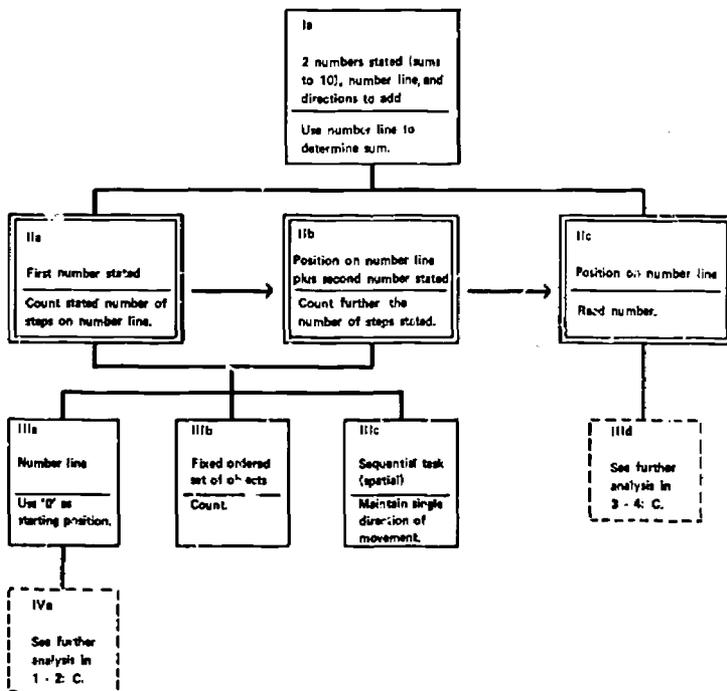 Ia
2 numbers stated (sums
to 10), number line, and
directions to add
Use number line to
determine sum.
IIa
First number stated
Count stated number of
steps on number line.
IIb
Position on number line
plus second number stated
Count further the
number of steps stated.
IIc
Position on number line
Read number.
IIIa
Number line
Use "0" as
starting position.
IIIb
Fixed ordered
set of objects
Count.
IIIc
Sequential task
(spatial)
Maintain single
direction of
movement.
IIId
See further
analysis in
3 - 4: C.
IVa
See further
analysis in
1 - 2: C.